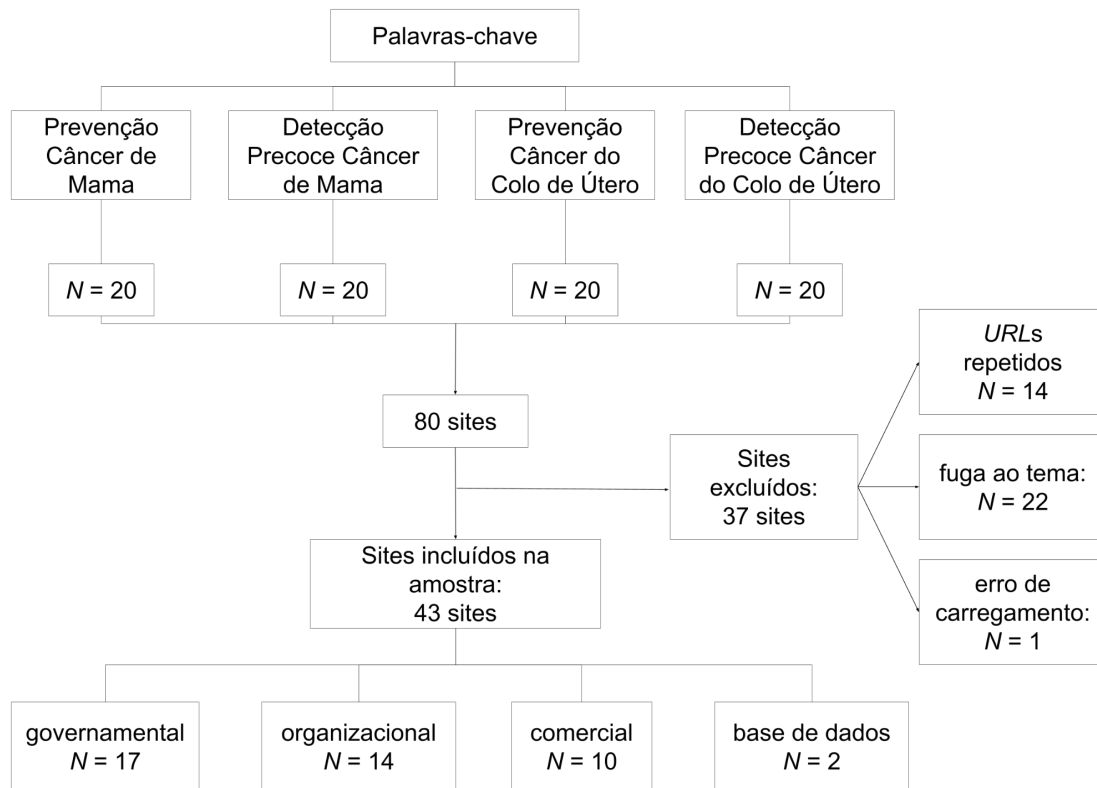 Palavras-chave
Prevenção
Câncer de
Mama
Detecção
Precoce Câncer
de Mama
Prevenção
Câncer do
Colo de Útero
Detecção
Precoce Câncer
do Colo de Útero
N = 20
N = 20
N = 20
N = 20
80 sites
Sites
excluídos:
37 sites
URLs
repetidos
N = 14
fuga ao tema:
N = 22
erro de
carregamento:
N = 1
Sites incluídos na
amostra:
43 sites
governamental
N = 17
organizacional
N = 14
comercial
N = 10
base de dados
N = 2